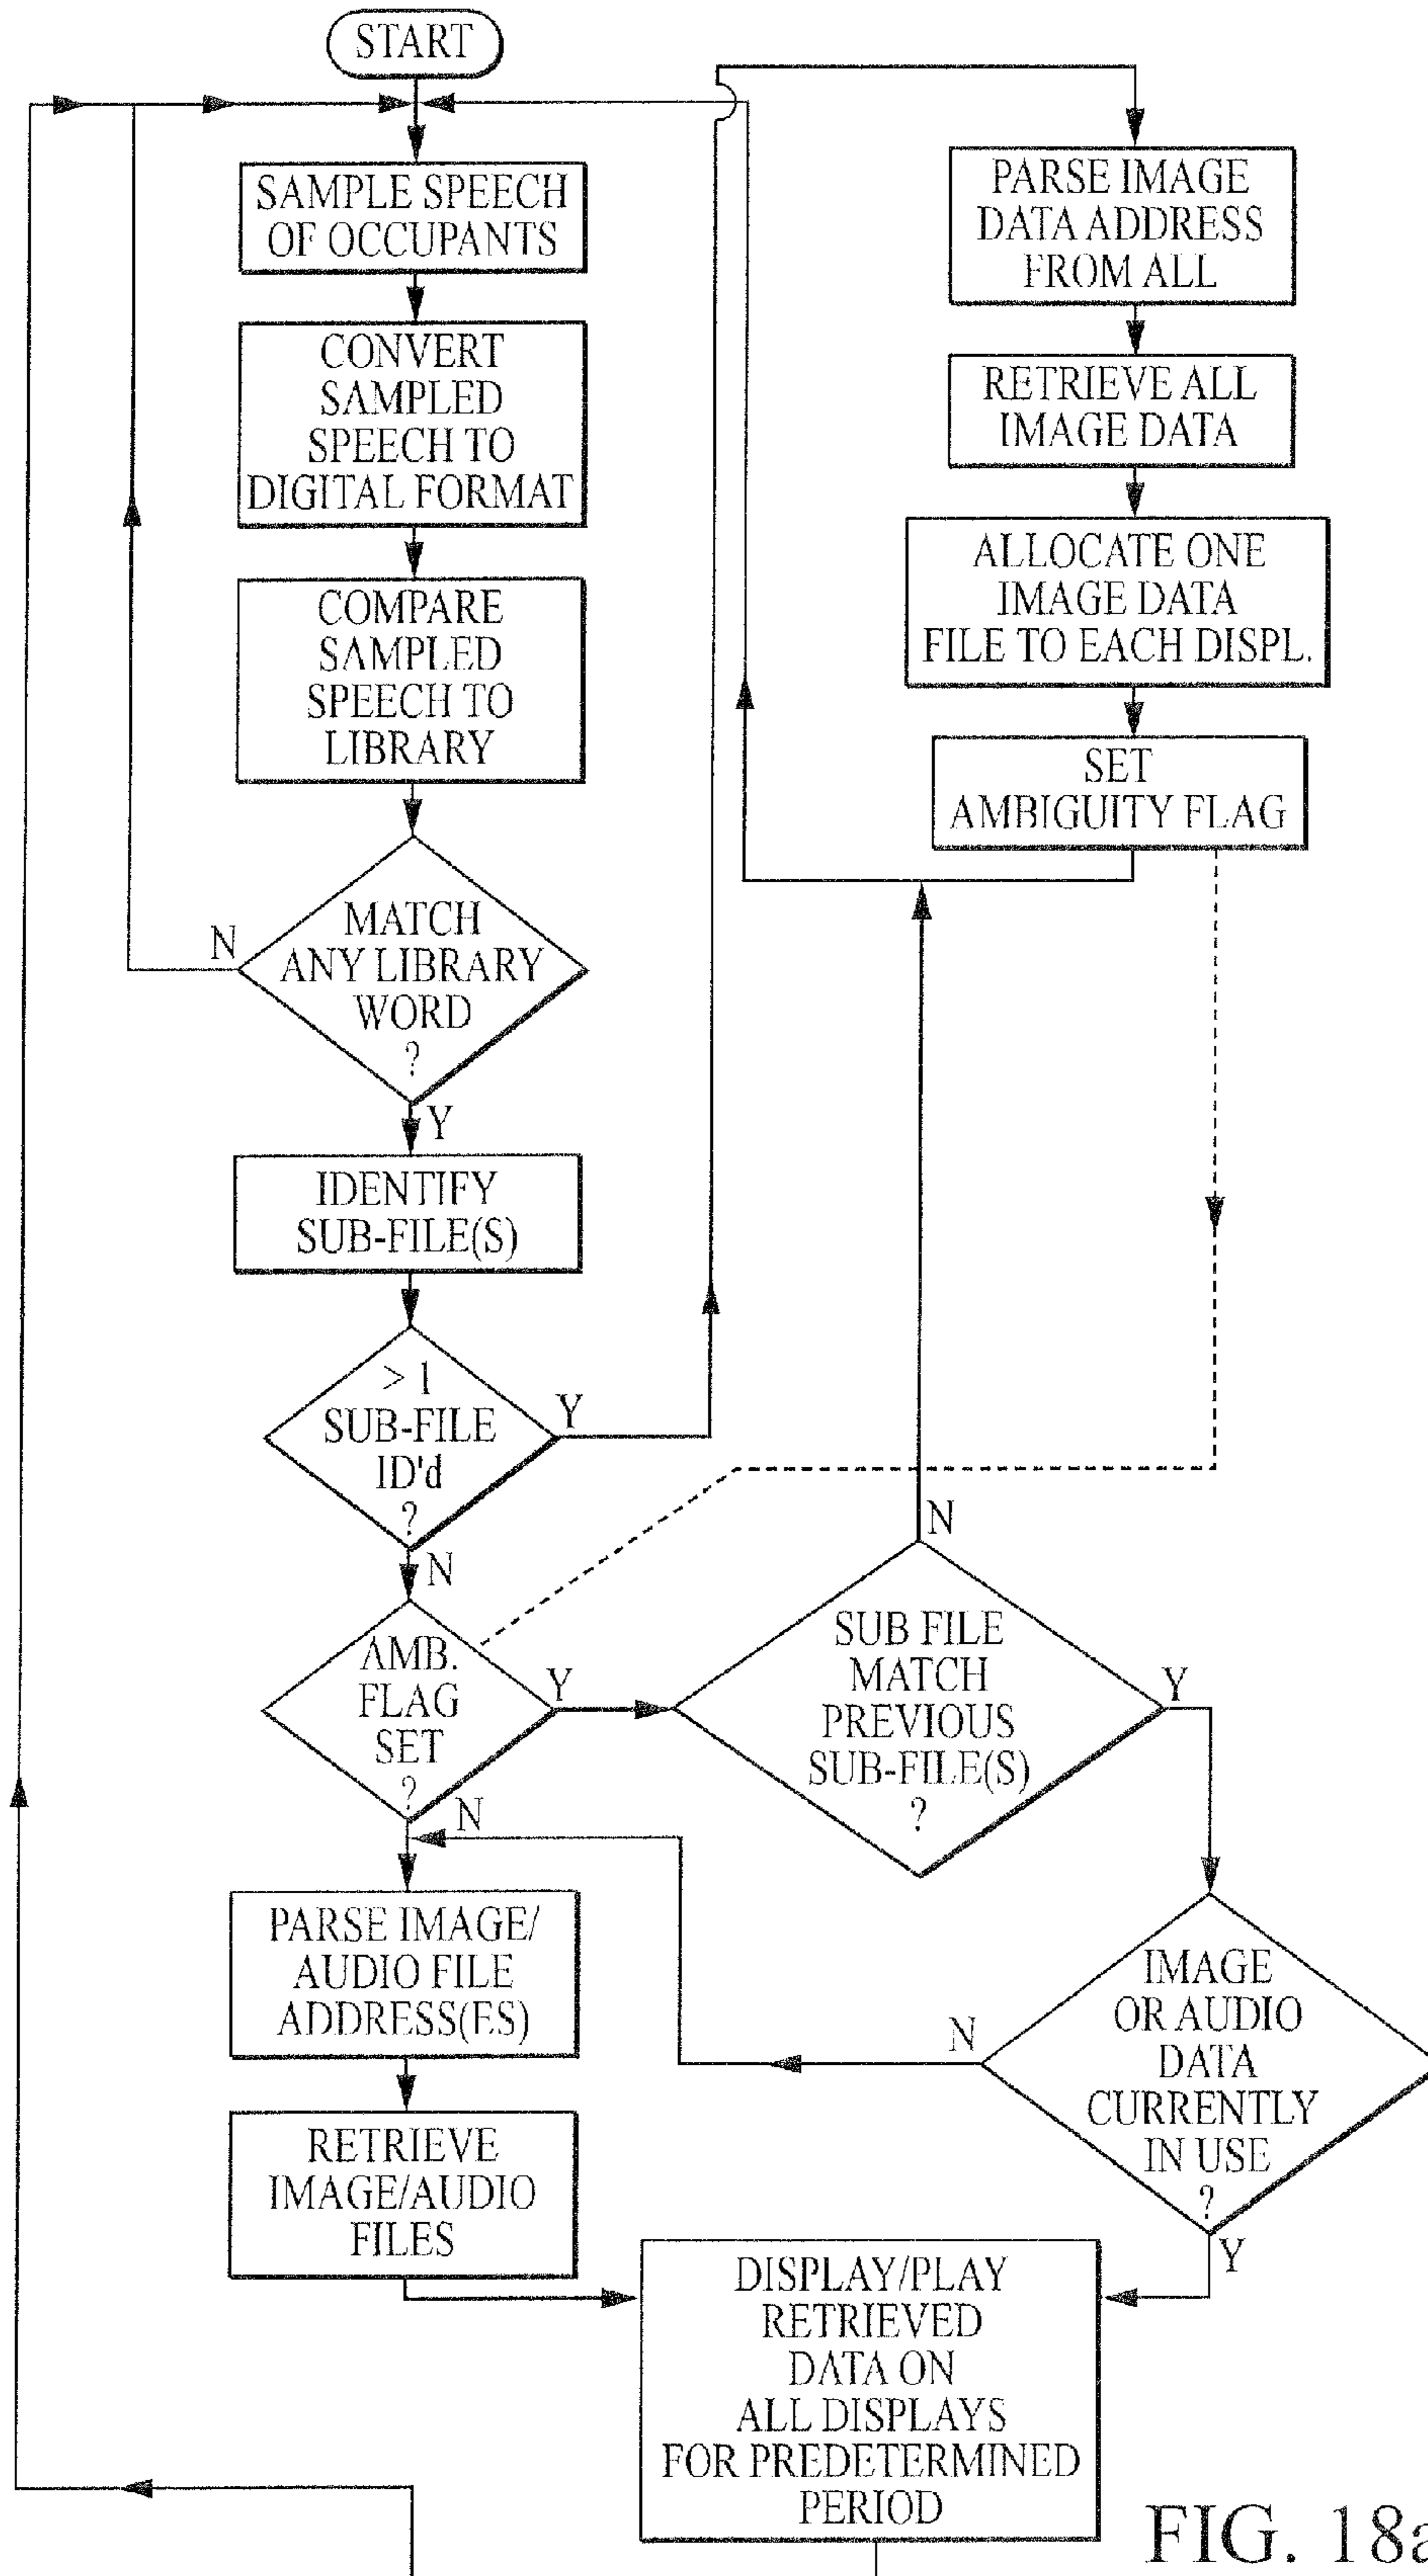 START
SAMPLE SPEECH
OF OCCUPANTS
CONVERT
SAMPLED
SPEECH TO
DIGITAL FORMAT
COMPARE
SAMPLED
SPEECH TO
LIBRARY
MATCH
ANY LIBRARY
WORD
?
N
Y
IDENTIFY
SUB-FILE(S)
> 1
SUB-FILE
ID'd
?
Y
N
AMB.
FLAG
SET
?
Y
N
PARSE IMAGE/
AUDIO FILE
ADDRESS(ES)
RETRIEVE
IMAGE/AUDIO
FILES
PARSE IMAGE
DATA ADDRESS
FROM ALL
RETRIEVE ALL
IMAGE DATA
ALLOCATE ONE
IMAGE DATA
FILE TO EACH DISPL.
SET
AMBIGUITY FLAG
N
SUB FILE
MATCH
PREVIOUS
SUB-FILE(S)
?
Y
IMAGE
OR AUDIO
DATA
CURRENTLY
IN USE
?
N
Y
DISPLAY/PLAY
RETRIEVED
DATA ON
ALL DISPLAYS
FOR PREDETERMINED
PERIOD
FIG. 18a